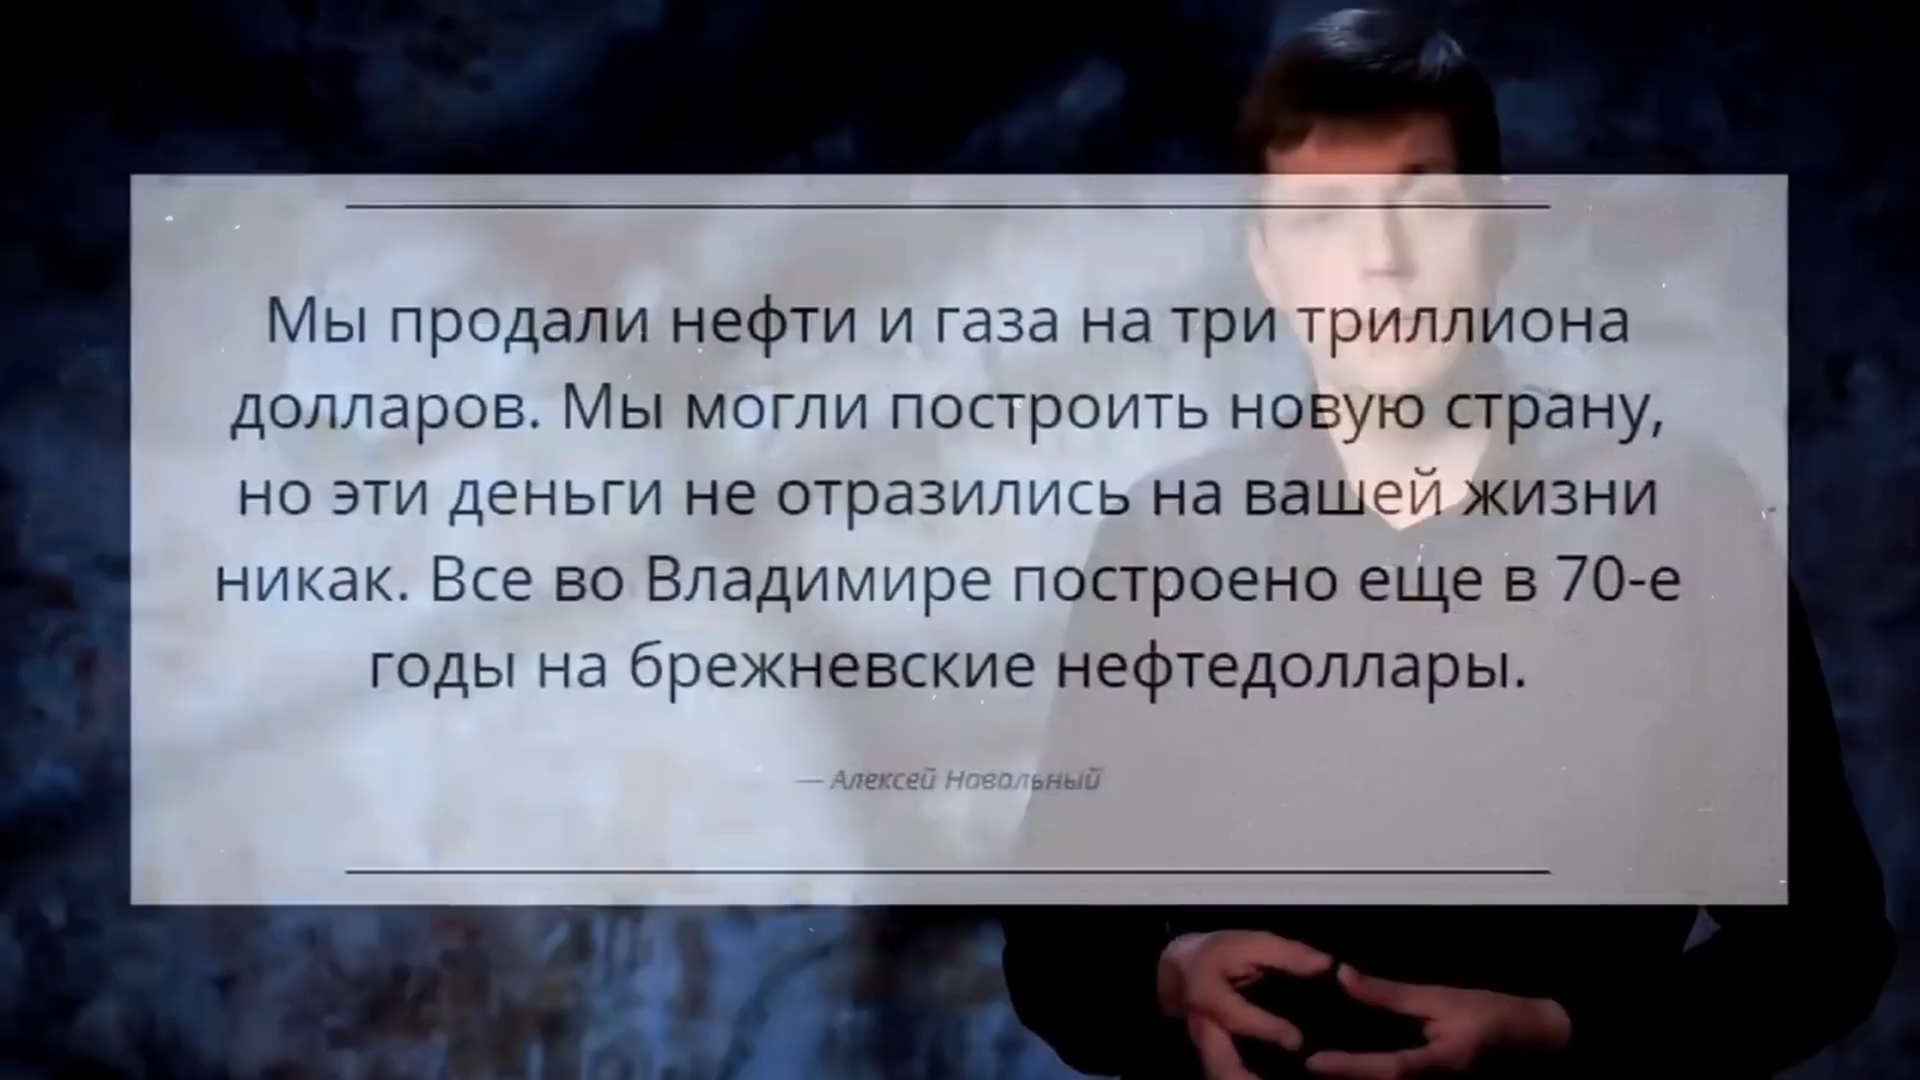 Мы продали нефти и газа на три триллиона
долларов. Мы могли построить новую страну,
но эти деньги не отразились на вашей жизни
никак. Все во Владимире построено еще в 70-е
годы на брежневские нефтедоллары.
— Алексей Навальный